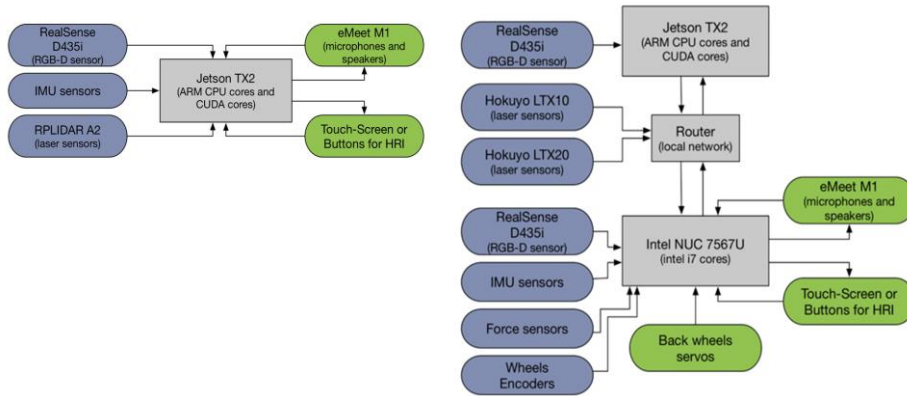 RealSense
D435i
(RGB-D sensor)
IMU sensors
RPLIDAR A2
(laser sensors)
Jetson TX2
(ARM CPU cores and
CUDA cores)
eMeet M1
(microphones and
speakers)
Touch-Screen or
Buttons for HRI
RealSense
D435i
(RGB-D sensor)
Jetson TX2
(ARM CPU cores and
CUDA cores)
Hokuyo LTX10
(laser sensors)
Hokuyo LTX20
(laser sensors)
Router
(local network)
RealSense
D435i
(RGB-D sensor)
IMU sensors
Force sensors
Wheels
Encoders
Intel NUC 7567U
(intel i7 cores)
eMeet M1
(microphones and
speakers)
Touch-Screen or
Buttons for HRI
Back wheels
servos